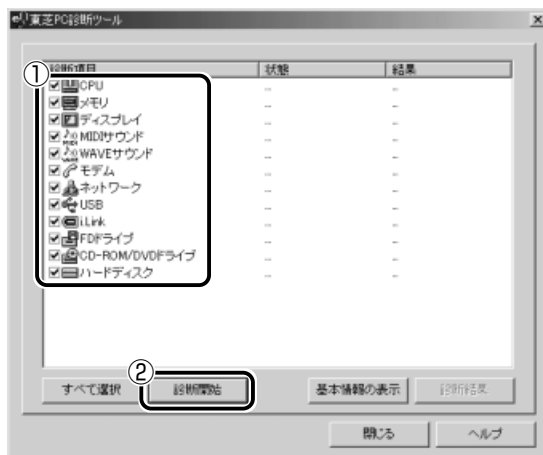 東芝PC診断ツール
①
診断項目 状態 結果
CPU
メモリ
ディスプレイ
MIDIサウンド
WAVEサウンド
モデム
ネットワーク
USB
i.Link
FDドライブ
CD-ROM/DVDドライブ
ハードディスク
②
すべて選択 診断開始 基本情報の表示 診断結果
閉じる ヘルプ